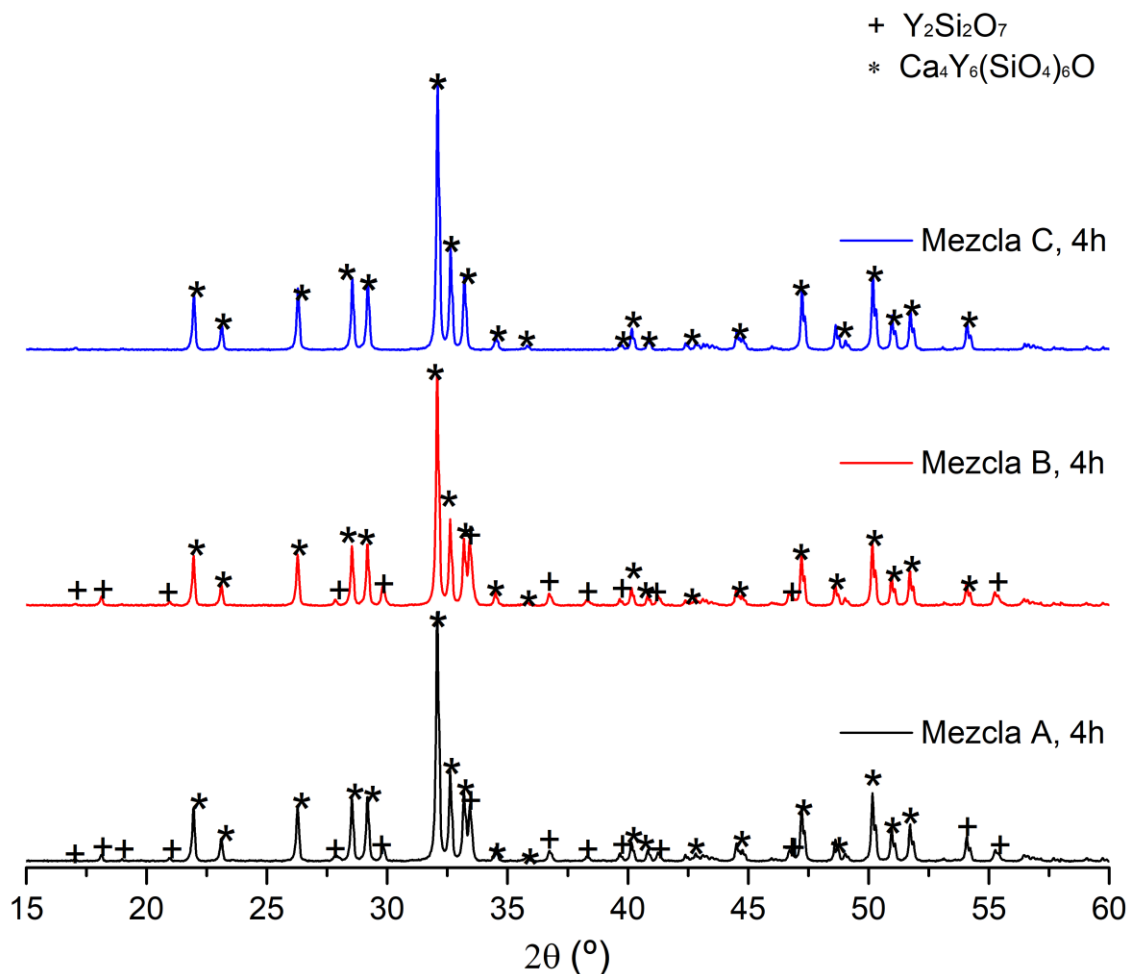 + Y₂Si₂O₇
* Ca₄Y₆(SiO₄)₆O
Mezcla C, 4h
Mezcla B, 4h
Mezcla A, 4h
15 20 25 30 35 40 45 50 55 60
2θ (º)